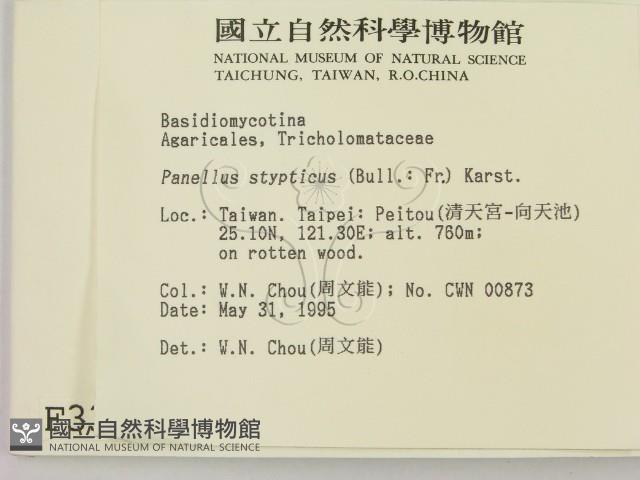 國立自然科學博物館
NATIONAL MUSEUM OF NATURAL SCIENCE
TAICHUNG, TAIWAN, R.O.CHINA
Basidiomycotina
Agaricales, Tricholomataceae
Panellus stypticus (Bull.: Fr.) Karst.
Loc.: Taiwan. Taipei: Peitou(清天宮-向天池)
25.10N, 121.30E; alt. 760m;
on rotten wood.
Col.: W.N. Chou(周文能); No. CWN 00873
Date: May 31, 1995
Det.: W.N. Chou(周文能)
國立自然科學博物館
NATIONAL MUSEUM OF NATURAL SCIENCE